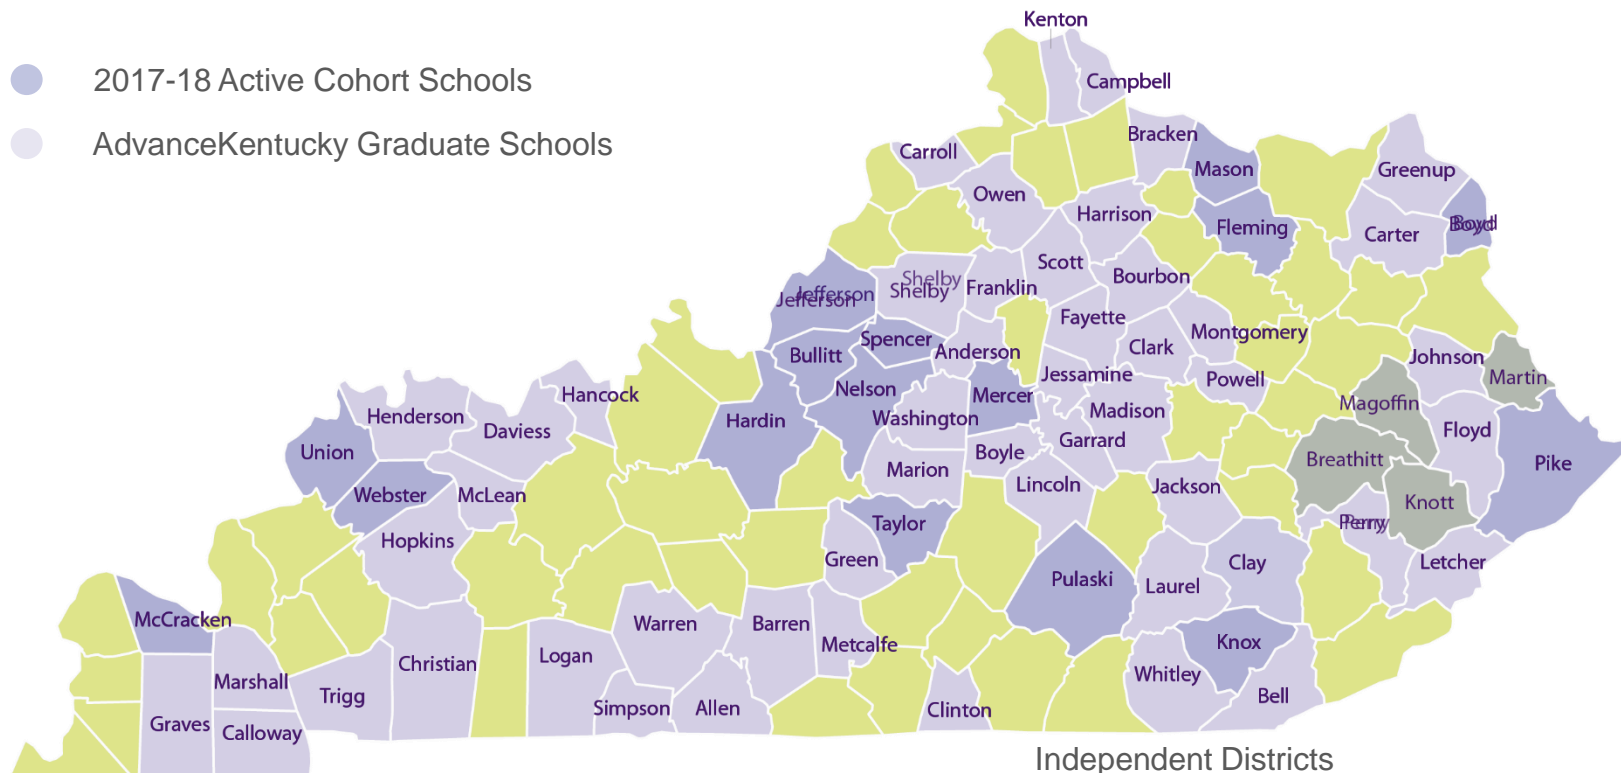 Kenton
2017-18 Active Cohort Schools
Campbell
Bracken
AdvanceKentucky Graduate Schools
Carroll
Mason
Greenup
Owen
Harrison
Fleming
Boyd
Boyd
Carter
Scott
Bourbon
Shelby
Shelby
Franklin
Jefferson
Jefferson
Fayette
Montgomery
Spencer
Clark
Anderson
Bullitt
Johnson
Jessamine
Powell
Martin
Nelson
Hancock
Mercer
Magoffin
Henderson
Washington
Madison
Hardin
Daviess
Floyd
Garrard
Union
Boyle
Breathitt
Pike
Marion
Lincoln
Jackson
Webster
McLean
Knott
Taylor
Perry
Perry
Hopkins
Green
Clay
Letcher
Pulaski
Laurel
McCracken
Warren
Barren
Metcalfe
Knox
Logan
Christian
Whitley
Marshall
Trigg
Bell
Simpson
Allen
Clinton
Graves
Calloway
Independent Districts